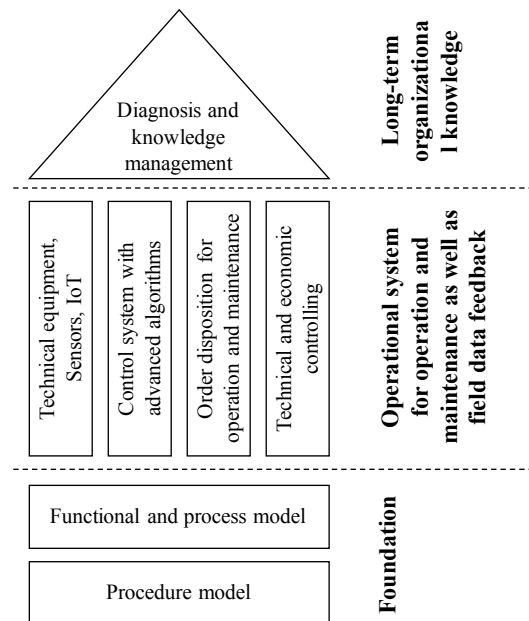 Diagnosis and
knowledge
management
Long-term
organizationa
l knowledge
Technical equipment,
Sensors, IoT
Control system with
advanced algorithms
Order disposition for
operation and maintenance
Technical and economic
controlling
Operational system
for operation and
maintenance as well as
field data feedback
Functional and process model
Procedure model
Foundation